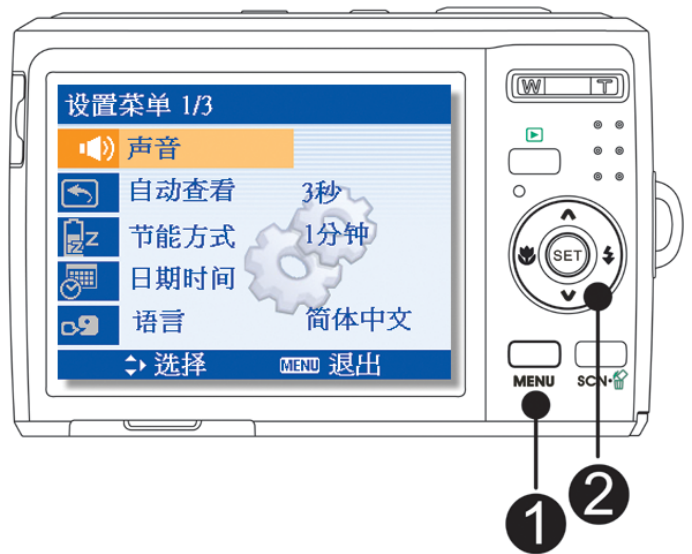 设置菜单 1/3
声音
自动查看 3秒
节能方式 1分钟
日期时间
语言 简体中文
选择 MENU 退出
W T
SET
MENU SCN
1
2